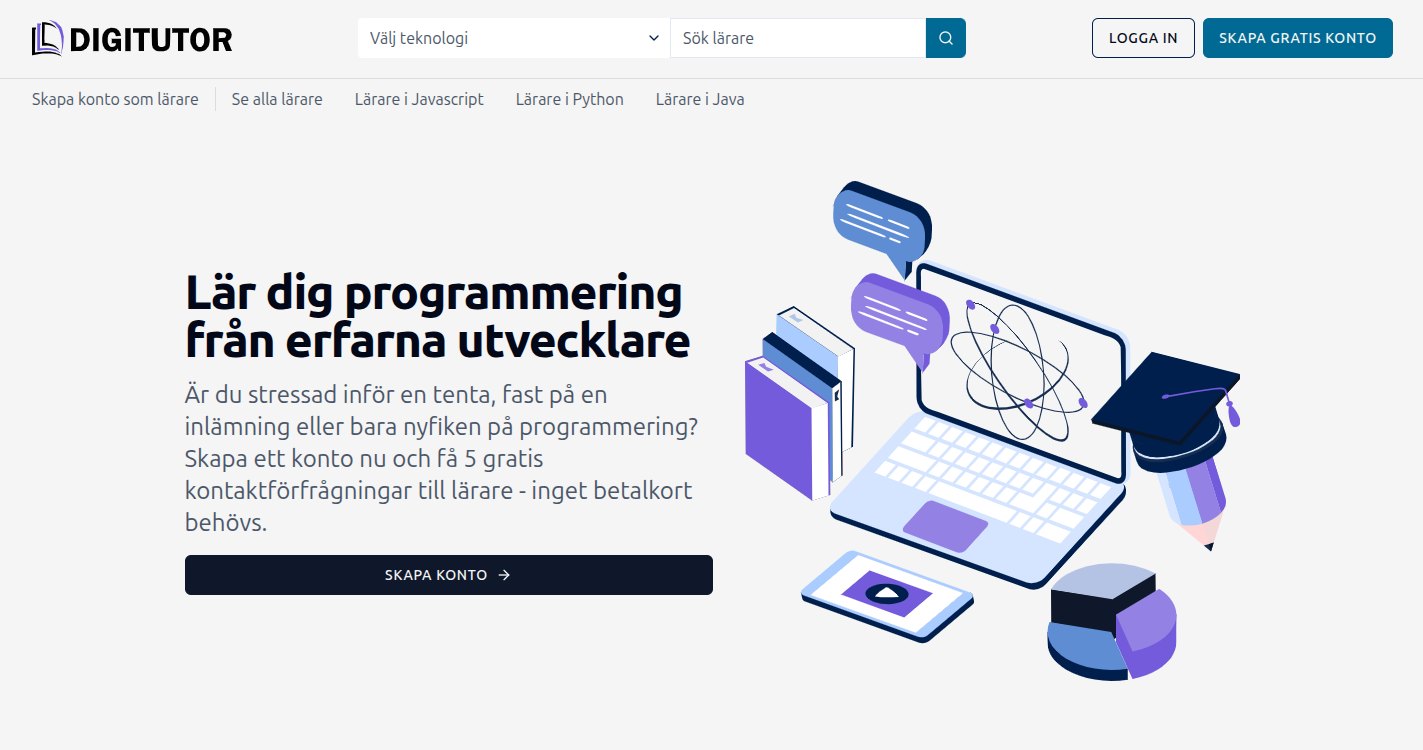 DIGITUTOR
Välj teknologi
Sök lärare
LOGGA IN
SKAPA GRATIS KONTO
Skapa konto som lärare
Se alla lärare
Lärare i Javascript
Lärare i Python
Lärare i Java
Lär dig programmering
från erfarna utvecklare
Är du stressad inför en tenta, fast på en
inlämning eller bara nyfiken på programmering?
Skapa ett konto nu och få 5 gratis
kontaktförfrågningar till lärare - inget betalkort
behövs.
SKAPA KONTO